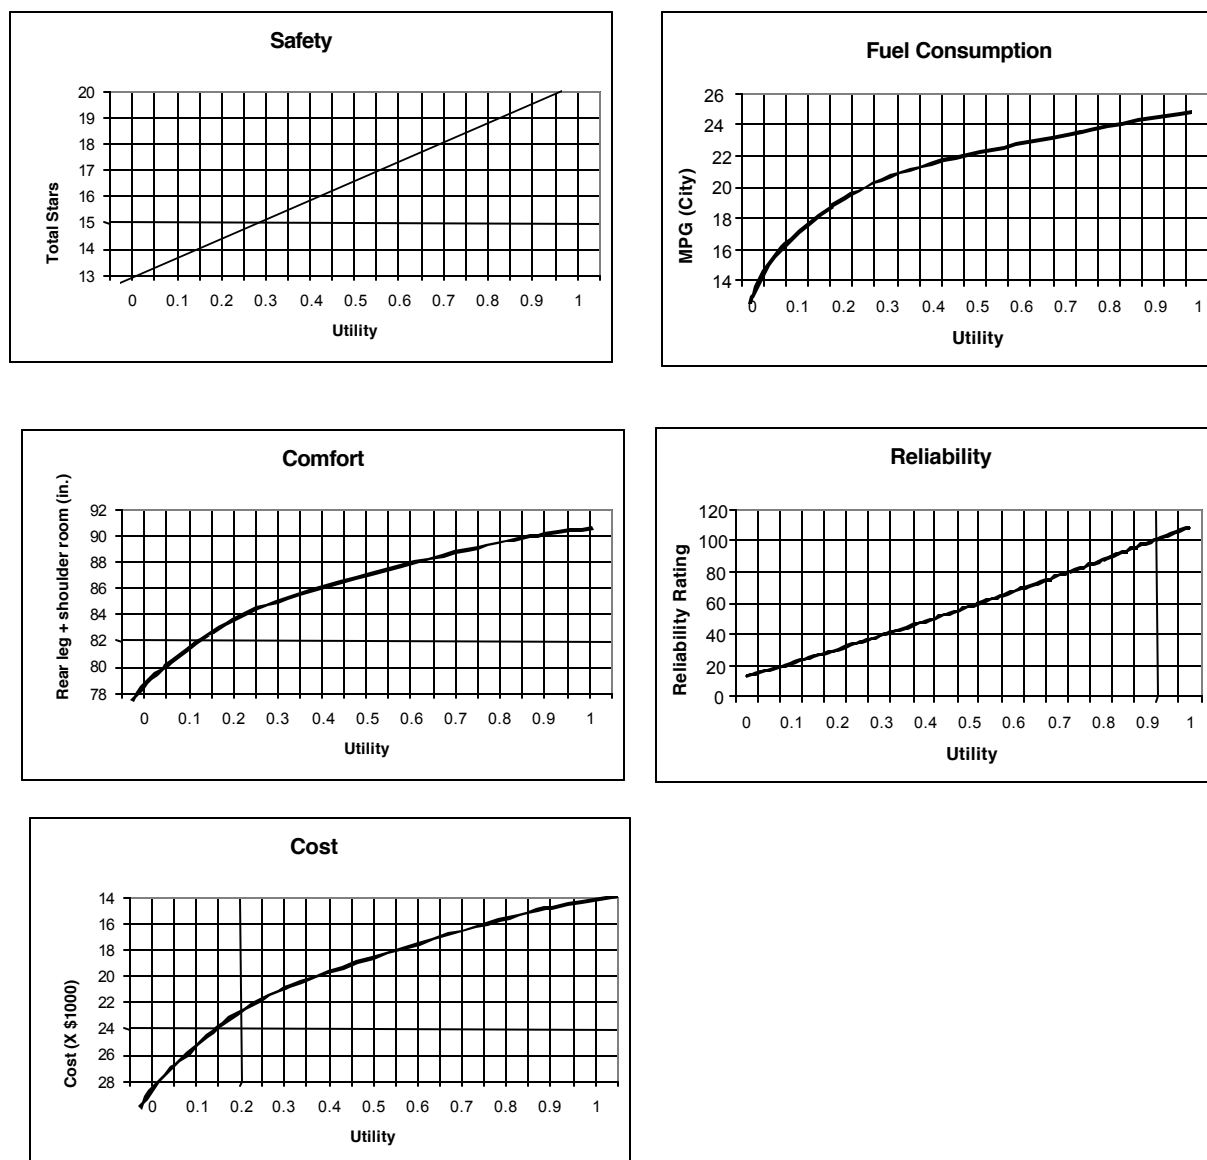 Safety
Total Stars
20
19
18
17
16
15
14
13
0 0.1 0.2 0.3 0.4 0.5 0.6 0.7 0.8 0.9 1
Utility
Fuel Consumption
MPG (City)
26
24
22
20
18
16
14
0 0.1 0.2 0.3 0.4 0.5 0.6 0.7 0.8 0.9 1
Utility
Comfort
Rear leg + shoulder room (in.)
92
90
88
86
84
82
80
78
0 0.1 0.2 0.3 0.4 0.5 0.6 0.7 0.8 0.9 1
Utility
Reliability
Reliability Rating
120
100
80
60
40
20
0
0 0.1 0.2 0.3 0.4 0.5 0.6 0.7 0.8 0.9 1
Utility
Cost
Cost (X $1000)
14
16
18
20
22
24
26
28
0 0.1 0.2 0.3 0.4 0.5 0.6 0.7 0.8 0.9 1
Utility